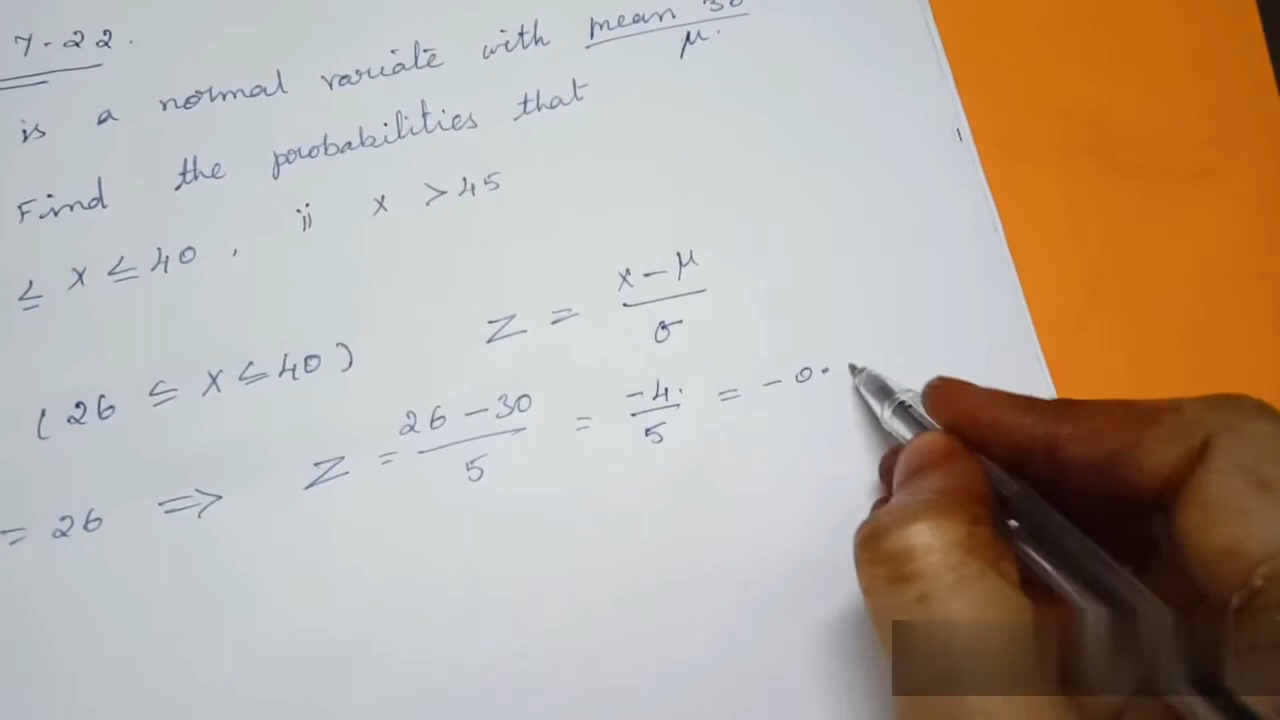 7-22.
is a normal variate with mean 30
μ.
Find the probabilities that
≤ x ≤ 40, ii x > 45
z = x - μ / σ
(26 ≤ x ≤ 40)
= 26 ⇒ z = 26 - 30 / 5 = -4. / 5 = -0.